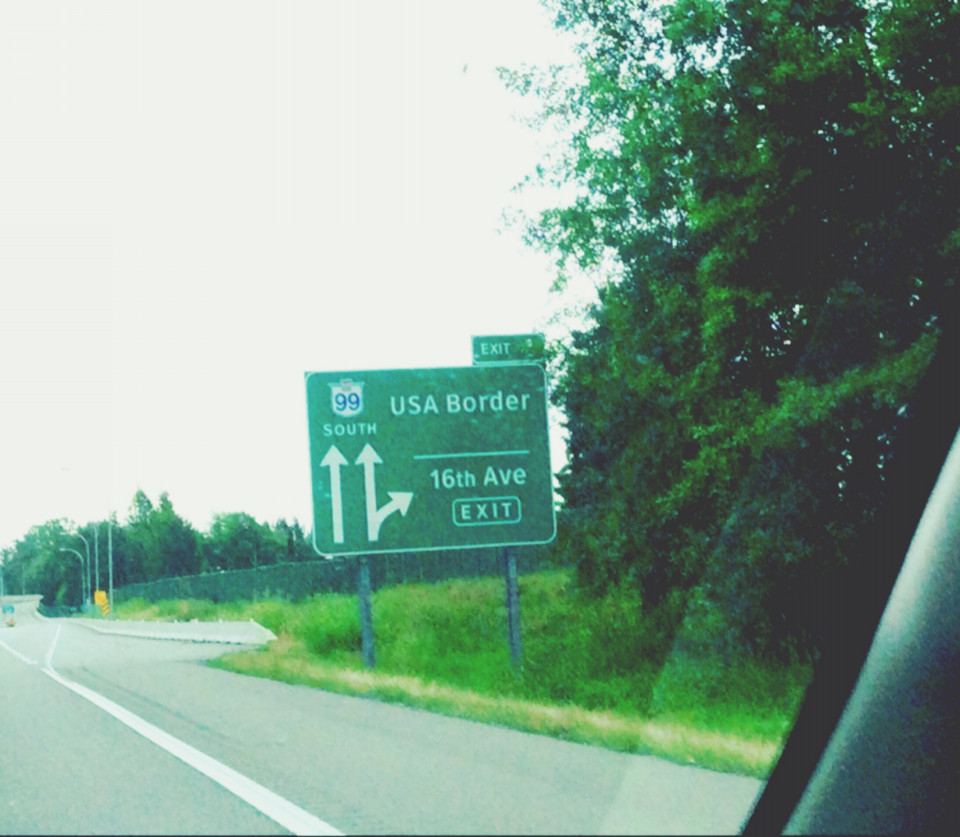 EXIT
99
USA Border
SOUTH
16th Ave
EXIT